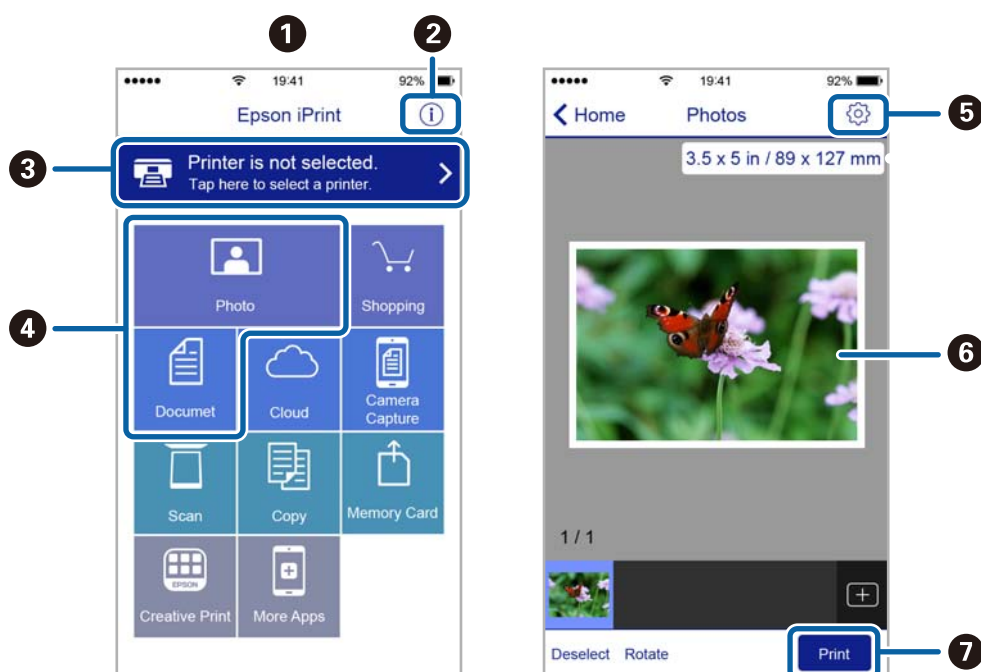 1
2
19:41
92%
Epson iPrint
3
Printer is not selected.
Tap here to select a printer.
4
Photo
Shopping
Documet
Cloud
Camera
Capture
Scan
Copy
Memory Card
EPSON
Creative Print
More Apps
19:41
92%
Home
Photos
5
3.5 x 5 in / 89 x 127 mm
6
1 / 1
Deselect
Rotate
Print
7